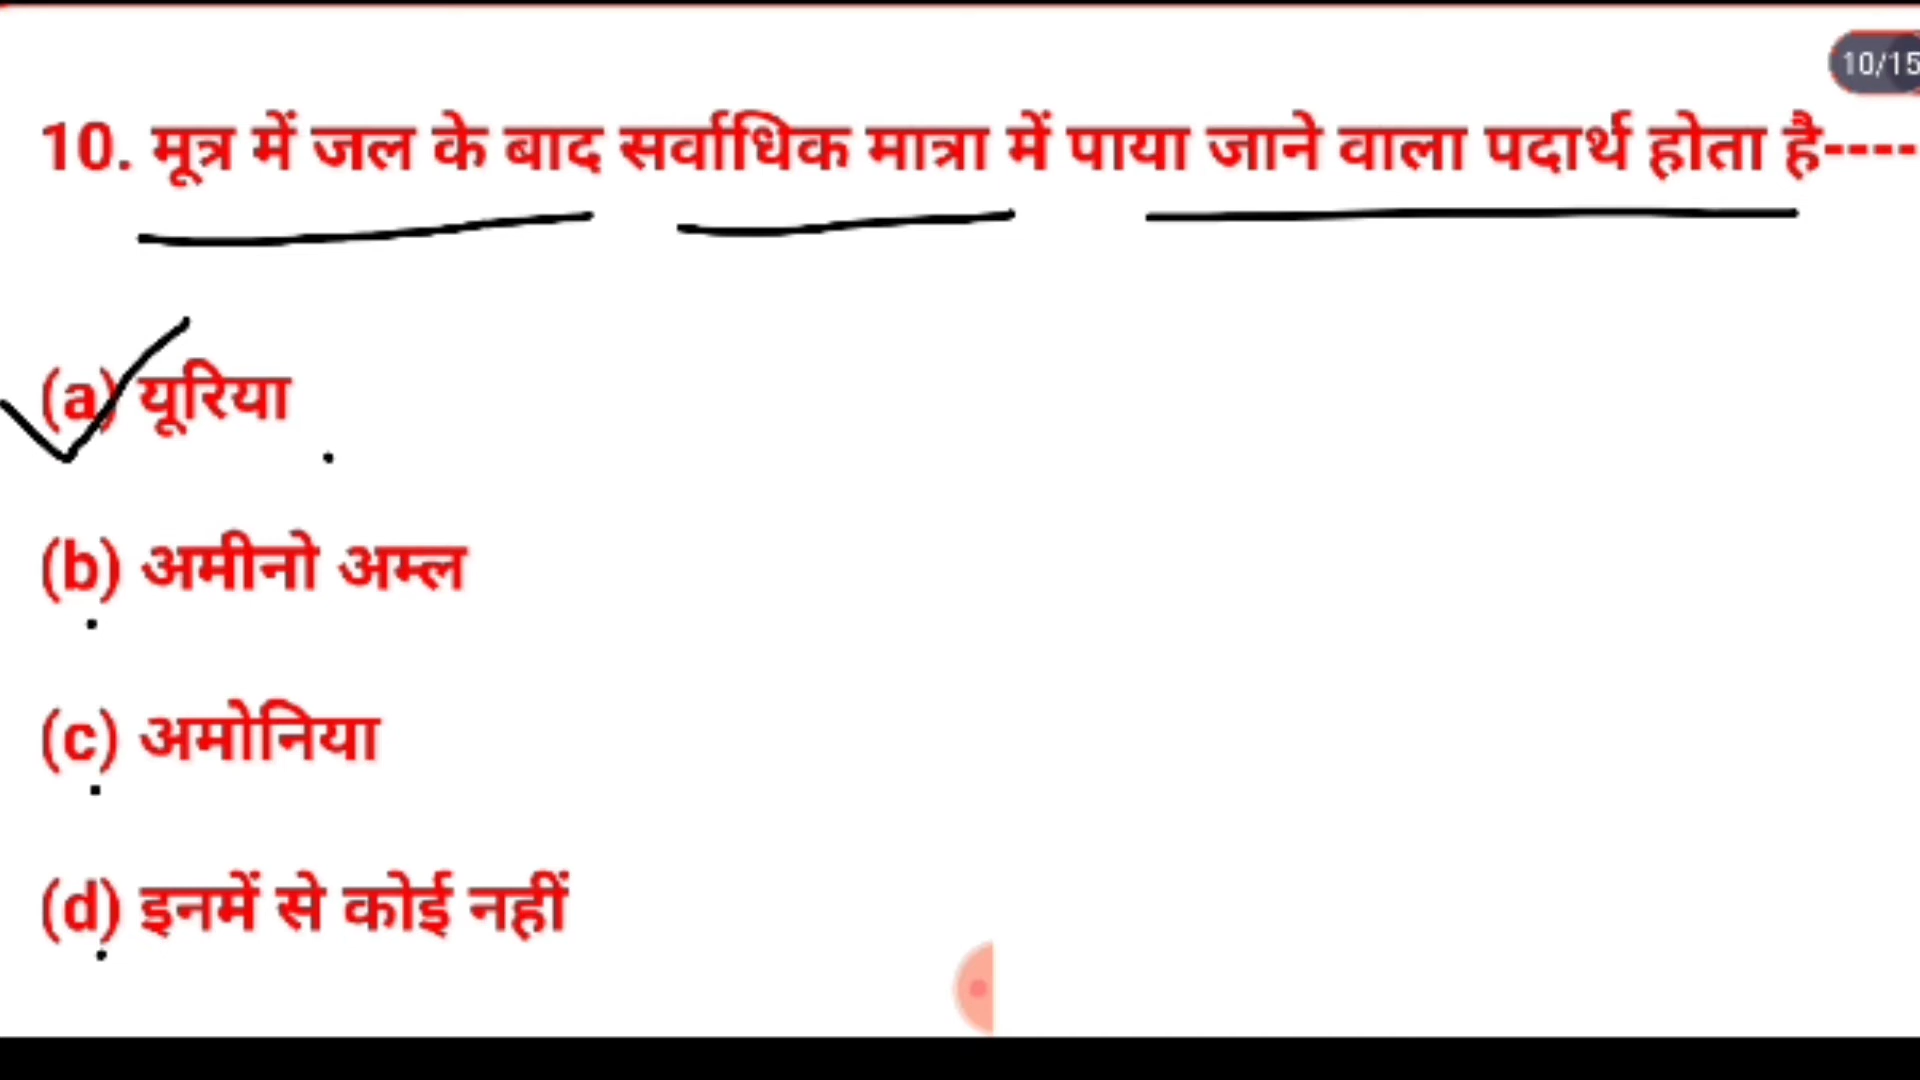 10/15
10. मूत्र में जल के बाद सर्वाधिक मात्रा में पाया जाने वाला पदार्थ होता है----
(a) यूरिया
(b) अमीनो अम्ल
(c) अमोनिया
(d) इनमें से कोई नहीं